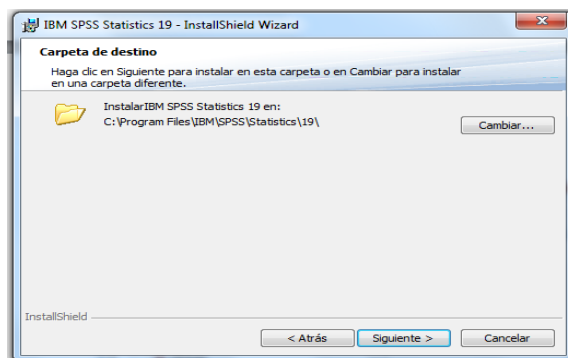 IBM SPSS Statistics 19 - InstallShield Wizard
Carpeta de destino
Haga clic en Siguiente para instalar en esta carpeta o en Cambiar para instalar
en una carpeta diferente.
InstalarIBM SPSS Statistics 19 en:
C:\Program Files\IBM\SPSS\Statistics\19\
Cambiar...
InstallShield
< Atrás
Siguiente >
Cancelar